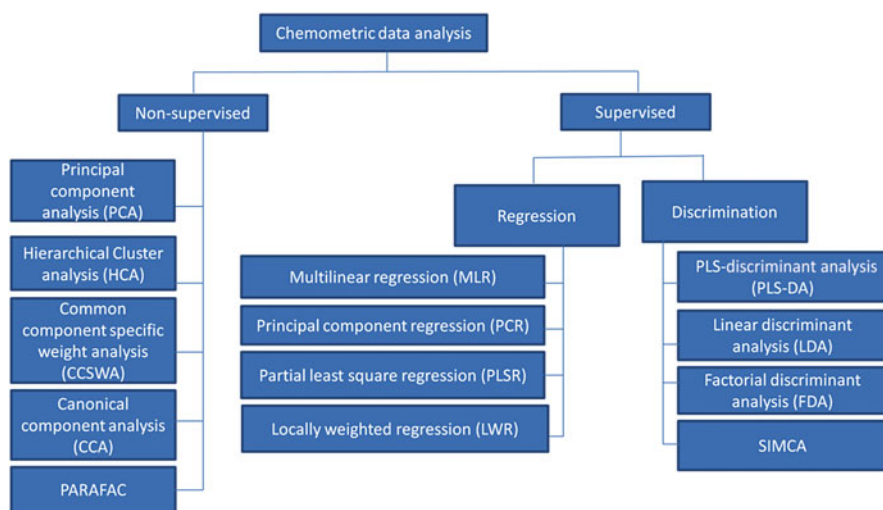 Chemometric data analysis
Non-supervised
Supervised
Principal
component
analysis (PCA)
Hierarchical Cluster
analysis (HCA)
Common
component specific
weight analysis
(CCSWA)
Canonical
component analysis
(CCA)
PARAFAC
Regression
Multilinear regression (MLR)
Principal component regression (PCR)
Partial least square regression (PLSR)
Locally weighted regression (LWR)
Discrimination
PLS-discriminant analysis
(PLS-DA)
Linear discriminant
analysis (LDA)
Factorial discriminant
analysis (FDA)
SIMCA